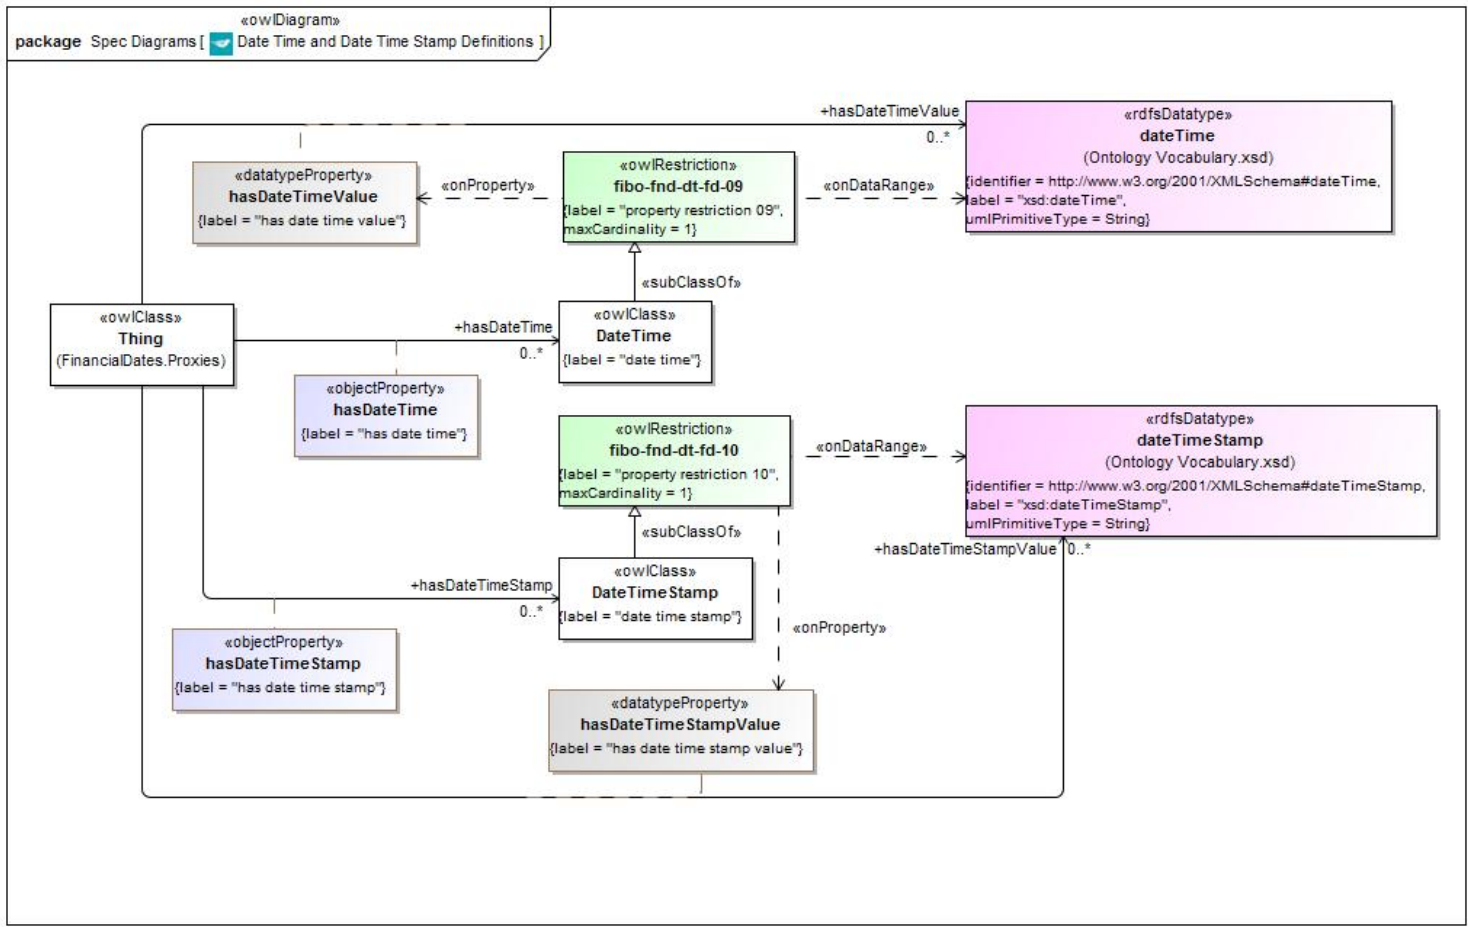 «owlDiagram»
package Spec Diagrams [ Date Time and Date Time Stamp Definitions ]
+hasDateTimeValue
0..*
«rdfsDatatype»
dateTime
(Ontology Vocabulary.xsd)
{identifier = http://www.w3.org/2001/XMLSchema#dateTime,
label = "xsd:dateTime",
umlPrimitiveType = String}
«datatypeProperty»
hasDateTimeValue
{label = "has date time value"}
«onProperty»
«owlRestriction»
fibo-fnd-dt-fd-09
{label = "property restriction 09",
maxCardinality = 1}
«onDataRange»
«subClassOf»
«owlClass»
Thing
(FinancialDates.Proxies)
+hasDateTime
0..*
«owlClass»
DateTime
{label = "date time"}
«objectProperty»
hasDateTime
{label = "has date time"}
«owlRestriction»
fibo-fnd-dt-fd-10
{label = "property restriction 10",
maxCardinality = 1}
«onDataRange»
«rdfsDatatype»
dateTimeStamp
(Ontology Vocabulary.xsd)
{identifier = http://www.w3.org/2001/XMLSchema#dateTimeStamp,
label = "xsd:dateTimeStamp",
umlPrimitiveType = String}
«subClassOf»
+hasDateTimeStampValue
0..*
+hasDateTimeStamp
0..*
«owlClass»
DateTimeStamp
{label = "date time stamp"}
«onProperty»
«objectProperty»
hasDateTimeStamp
{label = "has date time stamp"}
«datatypeProperty»
hasDateTimeStampValue
{label = "has date time stamp value"}